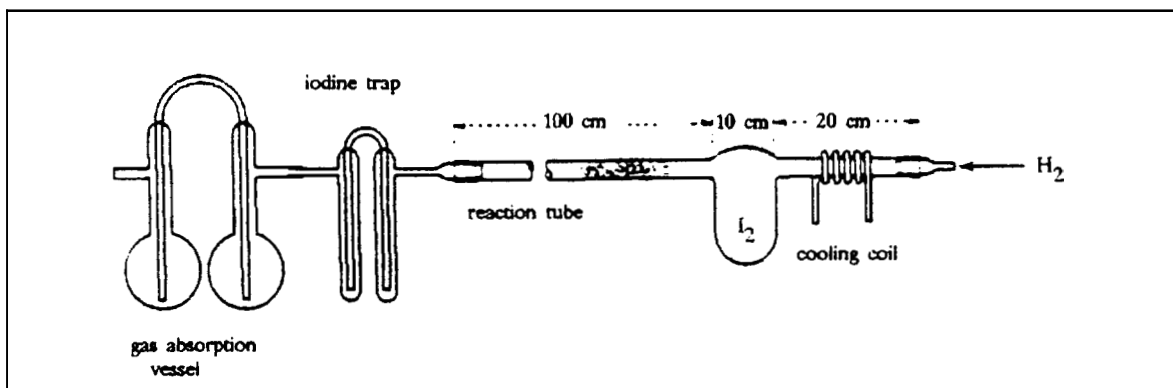 iodine trap
100 cm
10 cm
20 cm
H2
reaction tube
I2
cooling coil
gas absorption
vessel